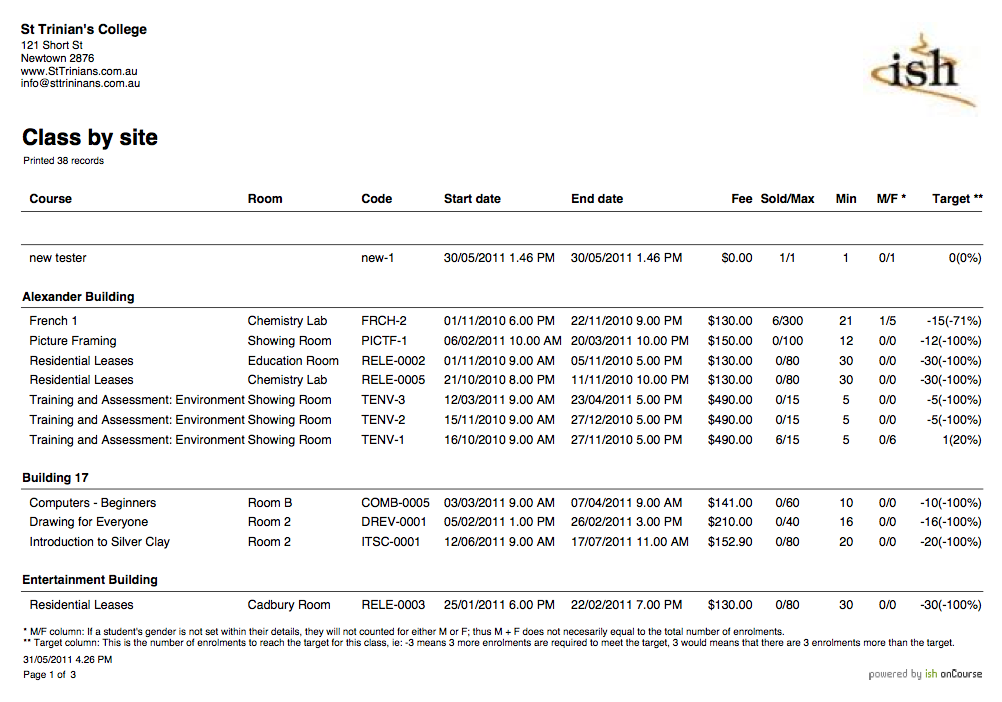 St Trinian's College
121 Short St
Newtown 2876
www.StTrinians.com.au
info@sttrininans.com.au
ish
Class by site
Printed 38 records
Course Room Code Start date End date Fee Sold/Max Min M/F * Target **
new tester new-1 30/05/2011 1.46 PM 30/05/2011 1.46 PM $0.00 1/1 1 0/1 0(0%)
Alexander Building
French 1 Chemistry Lab FRCH-2 01/11/2010 6.00 PM 22/11/2010 9.00 PM $130.00 6/300 21 1/5 -15(-71%)
Picture Framing Showing Room PICTF-1 06/02/2011 10.00 AM 20/03/2011 10.00 PM $150.00 0/100 12 0/0 -12(-100%)
Residential Leases Education Room RELE-0002 01/11/2010 9.00 AM 05/11/2010 5.00 PM $130.00 0/80 30 0/0 -30(-100%)
Residential Leases Chemistry Lab RELE-0005 21/10/2010 8.00 PM 11/11/2010 10.00 PM $130.00 0/80 30 0/0 -30(-100%)
Training and Assessment: Environment Showing Room TENV-3 12/03/2011 9.00 AM 23/04/2011 5.00 PM $490.00 0/15 5 0/0 -5(-100%)
Training and Assessment: Environment Showing Room TENV-2 15/11/2010 9.00 AM 27/12/2010 5.00 PM $490.00 0/15 5 0/0 -5(-100%)
Training and Assessment: Environment Showing Room TENV-1 16/10/2010 9.00 AM 27/11/2010 5.00 PM $490.00 6/15 5 0/6 1(20%)
Building 17
Computers - Beginners Room B COMB-0005 03/03/2011 9.00 AM 07/04/2011 9.00 AM $141.00 0/60 10 0/0 -10(-100%)
Drawing for Everyone Room 2 DREV-0001 05/02/2011 1.00 PM 26/02/2011 3.00 PM $210.00 0/40 16 0/0 -16(-100%)
Introduction to Silver Clay Room 2 ITSC-0001 12/06/2011 9.00 AM 17/07/2011 11.00 AM $152.90 0/80 20 0/0 -20(-100%)
Entertainment Building
Residential Leases Cadbury Room RELE-0003 25/01/2011 6.00 PM 22/02/2011 7.00 PM $130.00 0/80 30 0/0 -30(-100%)
* M/F column: If a student's gender is not set within their details, they will not counted for either M or F; thus M + F does not necesarily equal to the total number of enrolments.
** Target column: This is the number of enrolments to reach the target for this class, ie: -3 means 3 more enrolments are required to meet the target, 3 would means that there are 3 enrolments more than the target.
31/05/2011 4.26 PM
Page 1 of 3
powered by ish onCourse